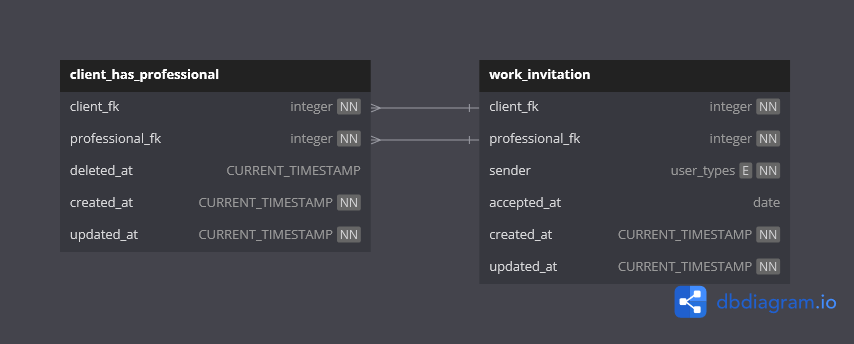 client_has_professional
client_fk integer NN
professional_fk integer NN
deleted_at CURRENT_TIMESTAMP
created_at CURRENT_TIMESTAMP NN
updated_at CURRENT_TIMESTAMP NN
work_invitation
client_fk integer NN
professional_fk integer NN
sender user_types E NN
accepted_at date
created_at CURRENT_TIMESTAMP NN
updated_at CURRENT_TIMESTAMP NN
dbdiagram.io